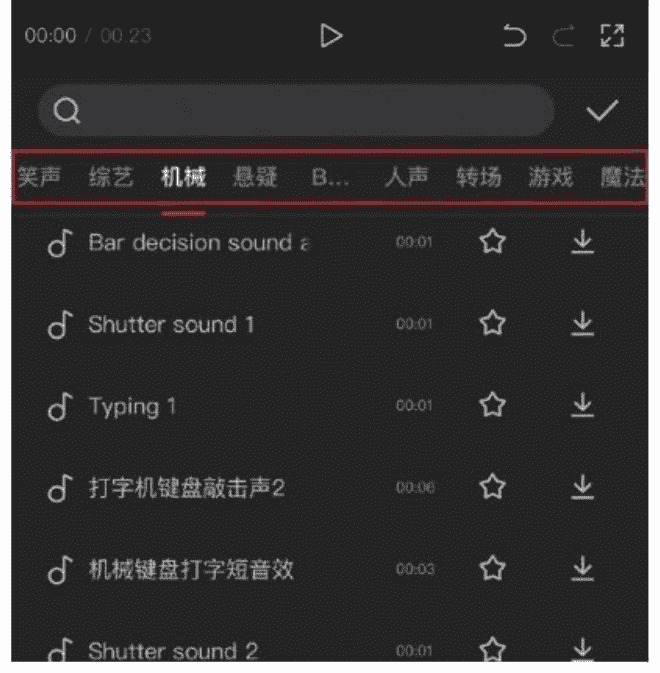 00:00 / 00:23
笑声 综艺 机械 悬疑 B... 人声 转场 游戏 魔法
Bar decision sound a 00:01
Shutter sound 1 00:01
Typing 1 00:01
打字机键盘敲击声2 00:06
机械键盘打字短音效 00:03
Shutter sound 2 00:01